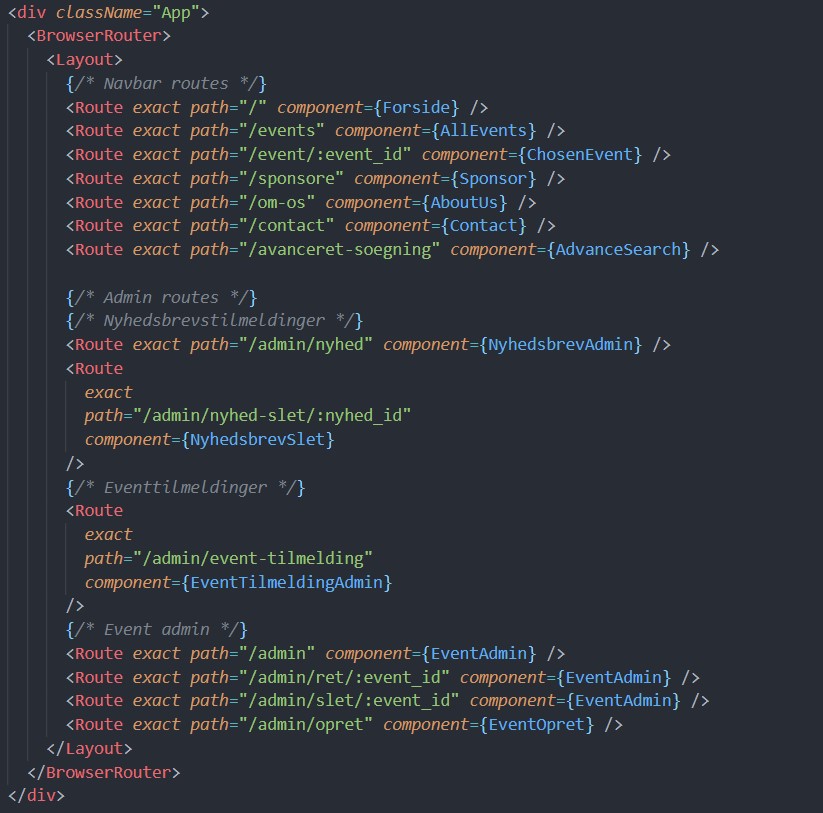 <div className="App">
<BrowserRouter>
<Layout>
{/* Navbar routes */}
<Route exact path="/" component={Forside} />
<Route exact path="/events" component={AllEvents} />
<Route exact path="/event/:event_id" component={ChosenEvent} />
<Route exact path="/sponsore" component={Sponsor} />
<Route exact path="/om-os" component={AboutUs} />
<Route exact path="/contact" component={Contact} />
<Route exact path="/avanceret-soegning" component={AdvanceSearch} />
{/* Admin routes */}
{/* Nyhedsbrevstilmeldinger */}
<Route exact path="/admin/nyhed" component={NyhedsbrevAdmin} />
<Route
exact
path="/admin/nyhed-slet/:nyhed_id"
component={NyhedsbrevSlet}
/>
{/* Eventtilmeldinger */}
<Route
exact
path="/admin/event-tilmelding"
component={EventTilmeldingAdmin}
/>
{/* Event admin */}
<Route exact path="/admin" component={EventAdmin} />
<Route exact path="/admin/ret/:event_id" component={EventAdmin} />
<Route exact path="/admin/slet/:event_id" component={EventAdmin} />
<Route exact path="/admin/opret" component={EventOpret} />
</Layout>
</BrowserRouter>
</div>